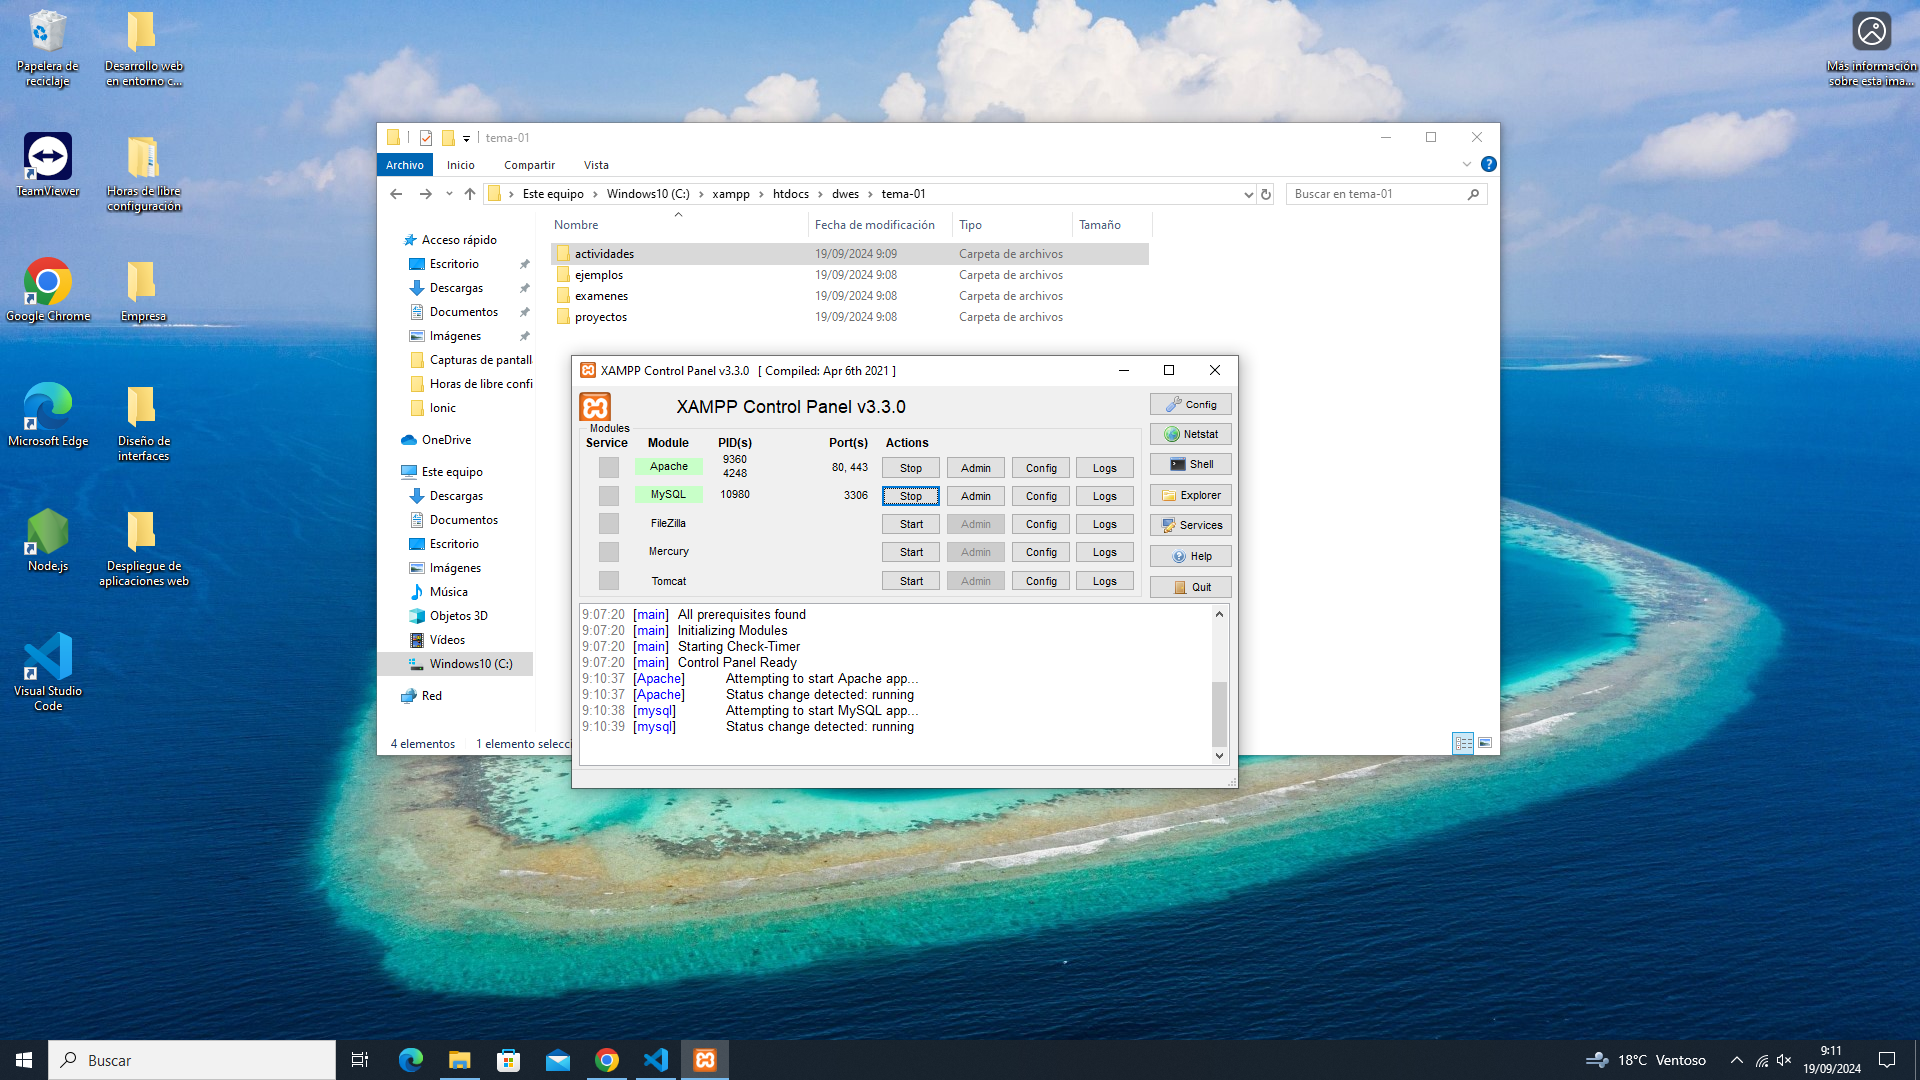 Papelera de
reciclaje
Desarrollo web
en entorno c...
Más información
sobre esta ima...
TeamViewer
Horas de libre
configuración
Google Chrome
Empresa
Microsoft Edge
Diseño de
interfaces
Node.js
Despliegue de
aplicaciones web
Visual Studio
Code
tema-01
Archivo Inicio Compartir Vista
Este equipo Windows10 (C:) xampp htdocs dwes tema-01
Buscar en tema-01
Nombre Fecha de modificación Tipo Tamaño
actividades 19/09/2024 9:09 Carpeta de archivos
ejemplos 19/09/2024 9:08 Carpeta de archivos
examenes 19/09/2024 9:08 Carpeta de archivos
proyectos 19/09/2024 9:08 Carpeta de archivos
Acceso rápido
Escritorio
Descargas
Documentos
Imágenes
Capturas de pantall
Horas de libre confi
Ionic
OneDrive
Este equipo
Descargas
Documentos
Escritorio
Imágenes
Música
Objetos 3D
Vídeos
Windows10 (C:)
Red
4 elementos 1 elemento selecci
XAMPP Control Panel v3.3.0 [ Compiled: Apr 6th 2021 ]
XAMPP Control Panel v3.3.0
Modules
Service Module PID(s) Port(s) Actions
Apache 9360
4248 80, 443 Stop Admin Config Logs
MySQL 10980 3306 Stop Admin Config Logs
FileZilla Start Admin Config Logs
Mercury Start Admin Config Logs
Tomcat Start Admin Config Logs
Config
Netstat
Shell
Explorer
Services
Help
Quit
9:07:20 [main] All prerequisites found
9:07:20 [main] Initializing Modules
9:07:20 [main] Starting Check-Timer
9:07:20 [main] Control Panel Ready
9:10:37 [Apache] Attempting to start Apache app...
9:10:37 [Apache] Status change detected: running
9:10:38 [mysql] Attempting to start MySQL app...
9:10:39 [mysql] Status change detected: running
Buscar
18°C Ventoso
9:11
19/09/2024